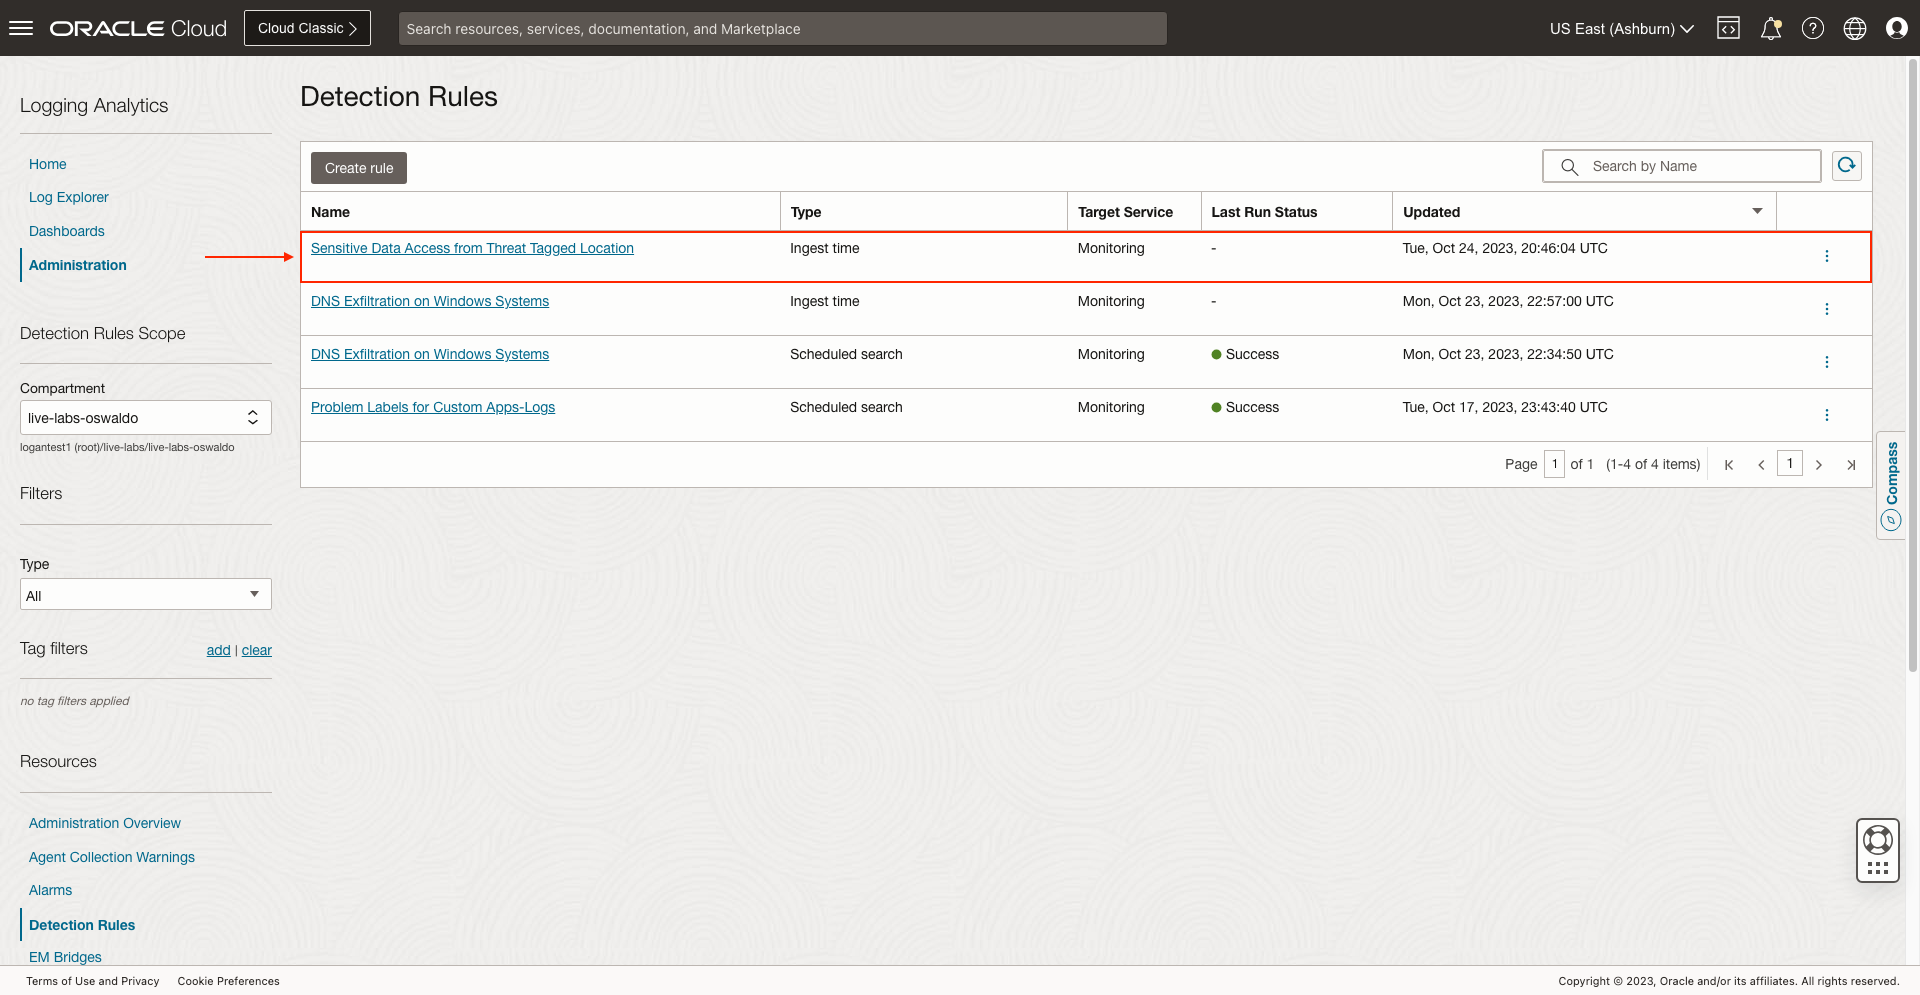 ORACLE Cloud
Cloud Classic
Search resources, services, documentation, and Marketplace
US East (Ashburn)
Logging Analytics
Home
Log Explorer
Dashboards
Administration
Detection Rules Scope
Compartment
live-labs-oswaldo
logantest1 (root)/live-labs/live-labs-oswaldo
Filters
Type
All
Tag filters
add | clear
no tag filters applied
Resources
Administration Overview
Agent Collection Warnings
Alarms
Detection Rules
EM Bridges
Detection Rules
Create rule
Search by Name
Name Type Target Service Last Run Status Updated
Sensitive Data Access from Threat Tagged Location Ingest time Monitoring - Tue, Oct 24, 2023, 20:46:04 UTC
DNS Exfiltration on Windows Systems Ingest time Monitoring - Mon, Oct 23, 2023, 22:57:00 UTC
DNS Exfiltration on Windows Systems Scheduled search Monitoring Success Mon, Oct 23, 2023, 22:34:50 UTC
Problem Labels for Custom Apps-Logs Scheduled search Monitoring Success Tue, Oct 17, 2023, 23:43:40 UTC
Page 1 of 1 (1-4 of 4 items) 1
Compass
Terms of Use and Privacy Cookie Preferences
Copyright © 2023, Oracle and/or its affiliates. All rights reserved.